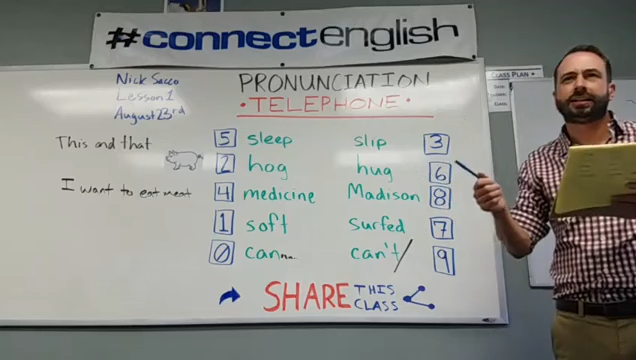 #connectenglish
Nick Sacco
Lesson 1
August 23rd
PRONUNCIATION
• TELEPHONE •
CLASS PLAN
This and that
I want to eat meat
5 sleep slip 3
2 hog hug 6
4 medicine Madison 8
1 soft surfed 7
0 can can't 9
SHARE THIS CLASS